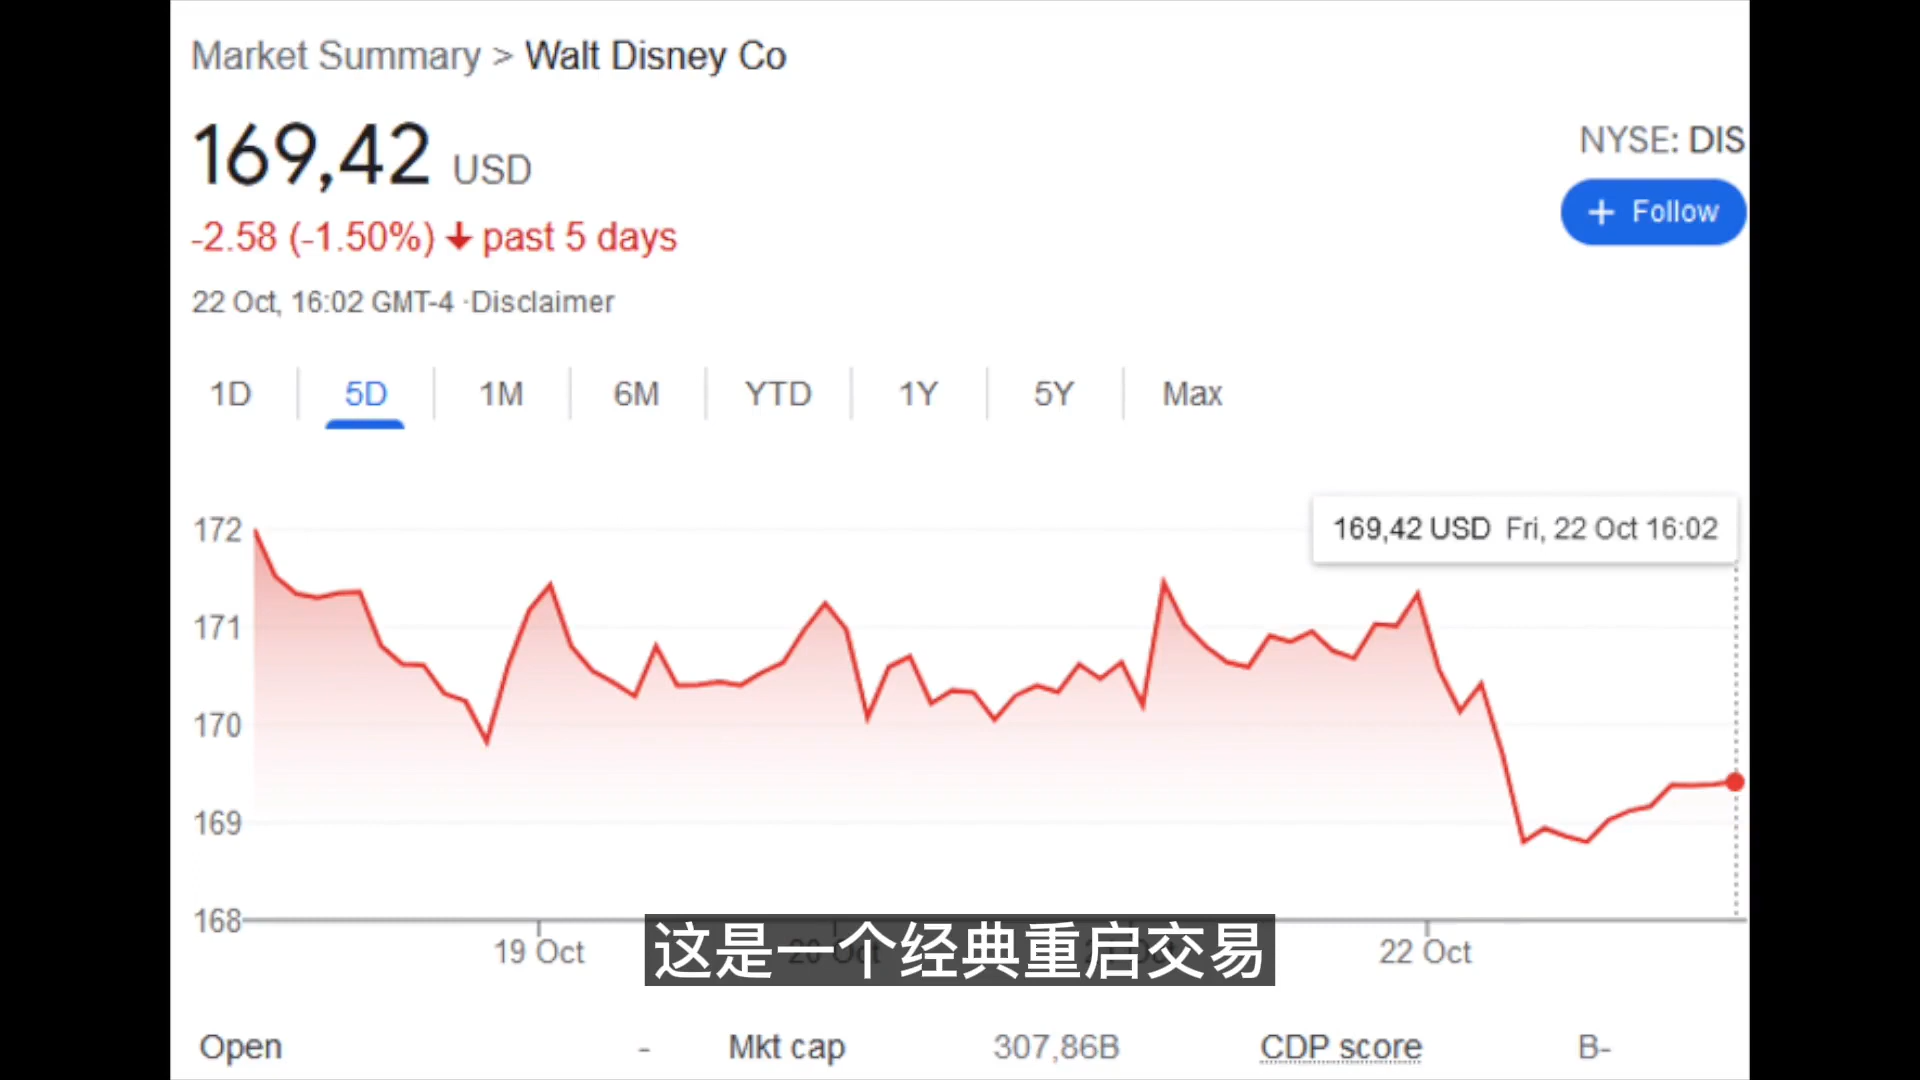 Market Summary > Walt Disney Co
169,42 USD
NYSE: DIS
+ Follow
-2.58 (-1.50%) ↓ past 5 days
22 Oct, 16:02 GMT-4 ·Disclaimer
1D 5D 1M 6M YTD 1Y 5Y Max
169,42 USD Fri, 22 Oct 16:02
172
171
170
169
168
19 Oct 20 Oct 22 Oct
这是一个经典重启交易
Open - Mkt cap 307,86B CDP score B-